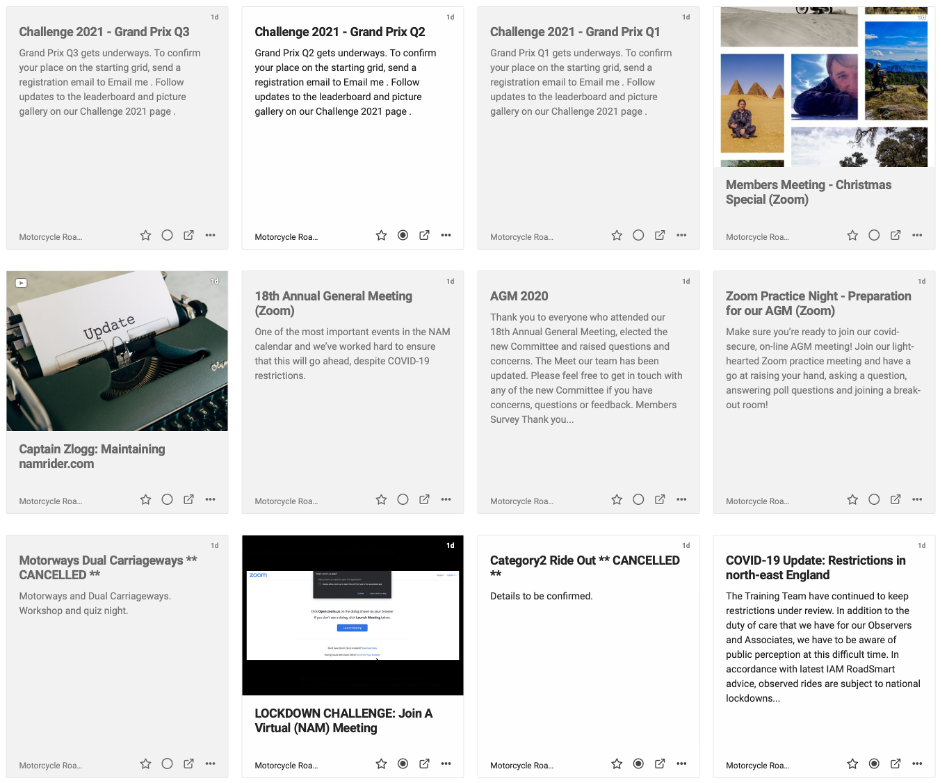 1d
Challenge 2021 - Grand Prix Q3
Grand Prix Q3 gets underways. To confirm
your place on the starting grid, send a
registration email to Email me . Follow
updates to the leaderboard and picture
gallery on our Challenge 2021 page .
Motorcycle Roa...
1d
Challenge 2021 - Grand Prix Q2
Grand Prix Q2 gets underways. To confirm
your place on the starting grid, send a
registration email to Email me . Follow
updates to the leaderboard and picture
gallery on our Challenge 2021 page .
Motorcycle Roa...
1d
Challenge 2021 - Grand Prix Q1
Grand Prix Q1 gets underways. To confirm
your place on the starting grid, send a
registration email to Email me . Follow
updates to the leaderboard and picture
gallery on our Challenge 2021 page .
Motorcycle Roa...
1d
Members Meeting - Christmas
Special (Zoom)
Motorcycle Roa...
1d
Update
Captain Zlogg: Maintaining
namrider.com
Motorcycle Roa...
1d
18th Annual General Meeting
(Zoom)
One of the most important events in the NAM
calendar and we've worked hard to ensure
that this will go ahead, despite COVID-19
restrictions.
Motorcycle Roa...
1d
AGM 2020
Thank you to everyone who attended our
18th Annual General Meeting, elected the
new Committee and raised questions and
concerns. The Meet our team has been
updated. Please feel free to get in touch with
any of the new Committee if you have
concerns, questions or feedback. Members
Survey Thank you...
Motorcycle Roa...
1d
Zoom Practice Night - Preparation
for our AGM (Zoom)
Make sure you're ready to join our covid-
secure, on-line AGM meeting! Join our light-
hearted Zoom practice meeting and have a
go at raising your hand, asking a question,
answering poll questions and joining a break-
out room!
Motorcycle Roa...
1d
Motorways Dual Carriageways **
CANCELLED **
Motorways and Dual Carriageways.
Workshop and quiz night.
Motorcycle Roa...
1d
zoom
Launch Meeting
LOCKDOWN CHALLENGE: Join A
Virtual (NAM) Meeting
Motorcycle Roa...
1d
Category2 Ride Out ** CANCELLED
**
Details to be confirmed.
Motorcycle Roa...
1d
COVID-19 Update: Restrictions in
north-east England
The Training Team have continued to keep
restrictions under review. In addition to the
duty of care that we have for our Observers
and Associates, we have to be aware of
public perception at this difficult time. In
accordance with latest IAM RoadSmart
advice, observed rides are subject to national
lockdowns...
Motorcycle Roa...